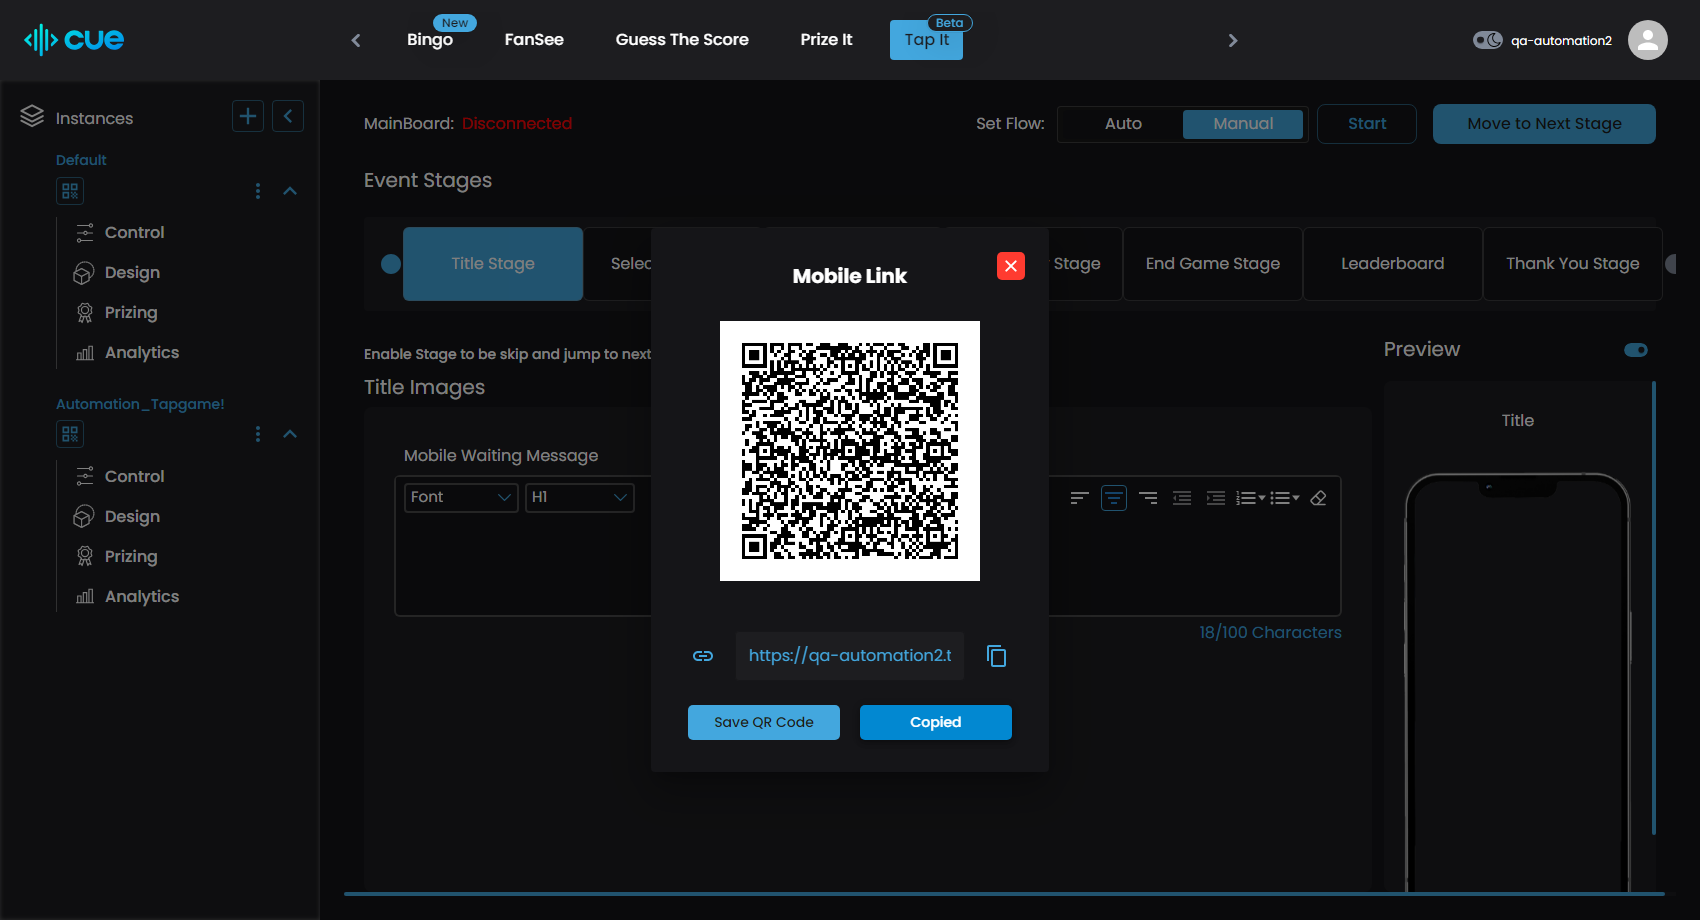 cue
New
Bingo
FanSee
Guess The Score
Prize It
Beta
Tap It
qa-automation2
Instances
Default
Control
Design
Prizing
Analytics
Automation_Tapgame!
Control
Design
Prizing
Analytics
MainBoard: Disconnected
Set Flow:
Auto
Manual
Start
Move to Next Stage
Event Stages
Title Stage
Selec
Stage
End Game Stage
Leaderboard
Thank You Stage
Enable Stage to be skip and jump to next
Title Images
Mobile Waiting Message
Font
H1
18/100 Characters
Preview
Title
Mobile Link
https://qa-automation2.t
Save QR Code
Copied